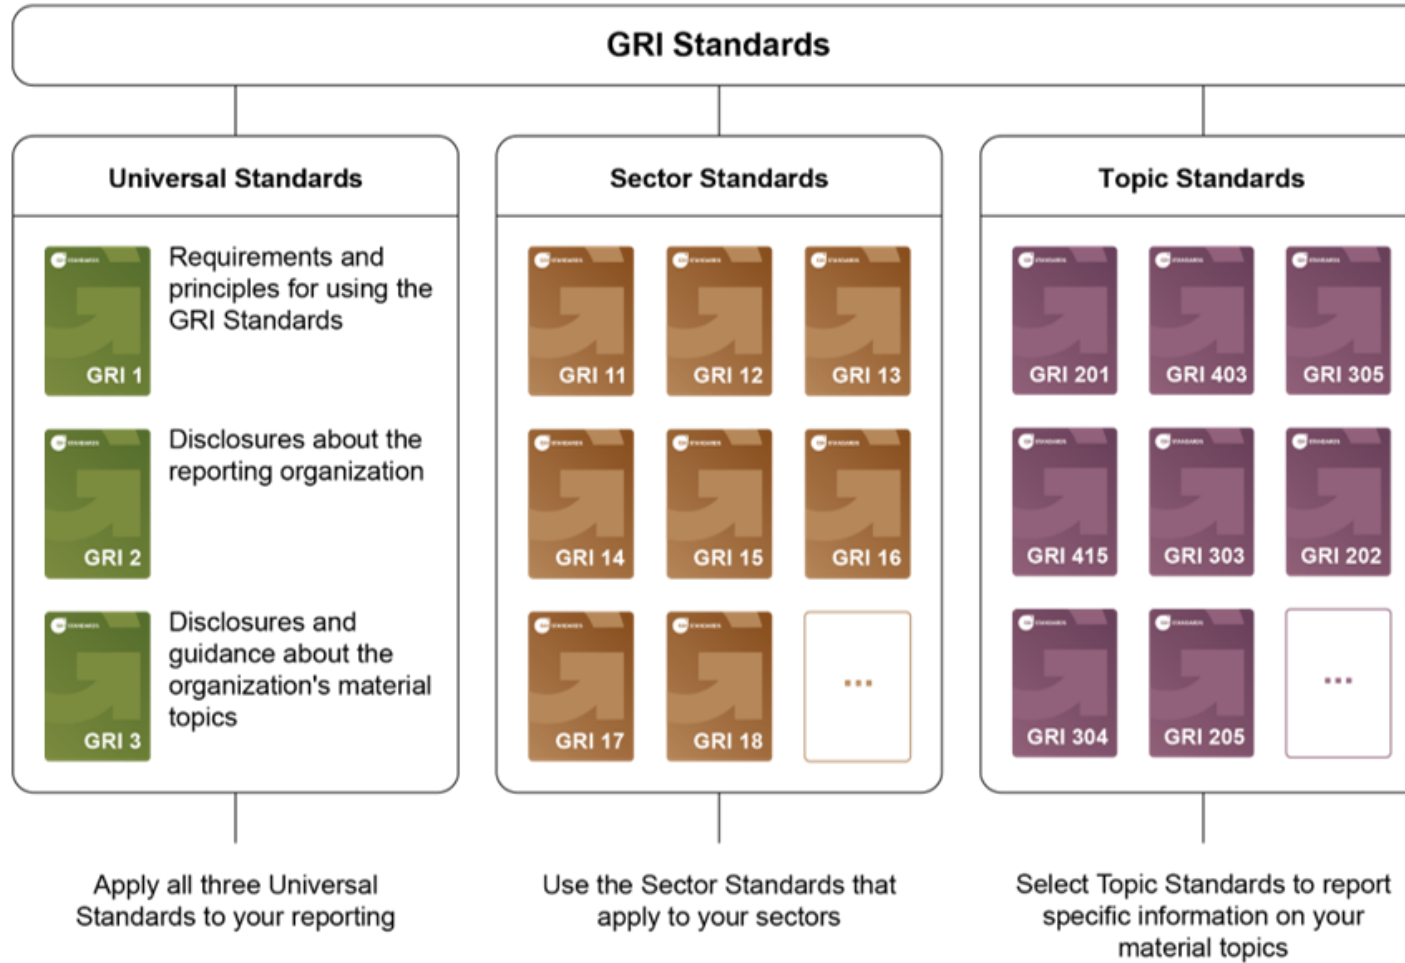 GRI Standards
Universal Standards
GRI 1
Requirements and
principles for using the
GRI Standards
GRI 2
Disclosures about the
reporting organization
GRI 3
Disclosures and
guidance about the
organization's material
topics
Apply all three Universal
Standards to your reporting
Sector Standards
GRI 11
GRI 12
GRI 13
GRI 14
GRI 15
GRI 16
GRI 17
GRI 18
...
Use the Sector Standards that
apply to your sectors
Topic Standards
GRI 201
GRI 403
GRI 305
GRI 415
GRI 303
GRI 202
GRI 304
GRI 205
...
Select Topic Standards to report
specific information on your
material topics